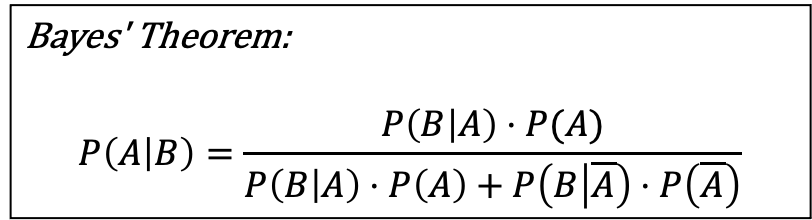 Bayes' Theorem:
P(A|B) = P(B|A) · P(A) / P(B|A) · P(A) + P(B|A̅) · P(A̅)